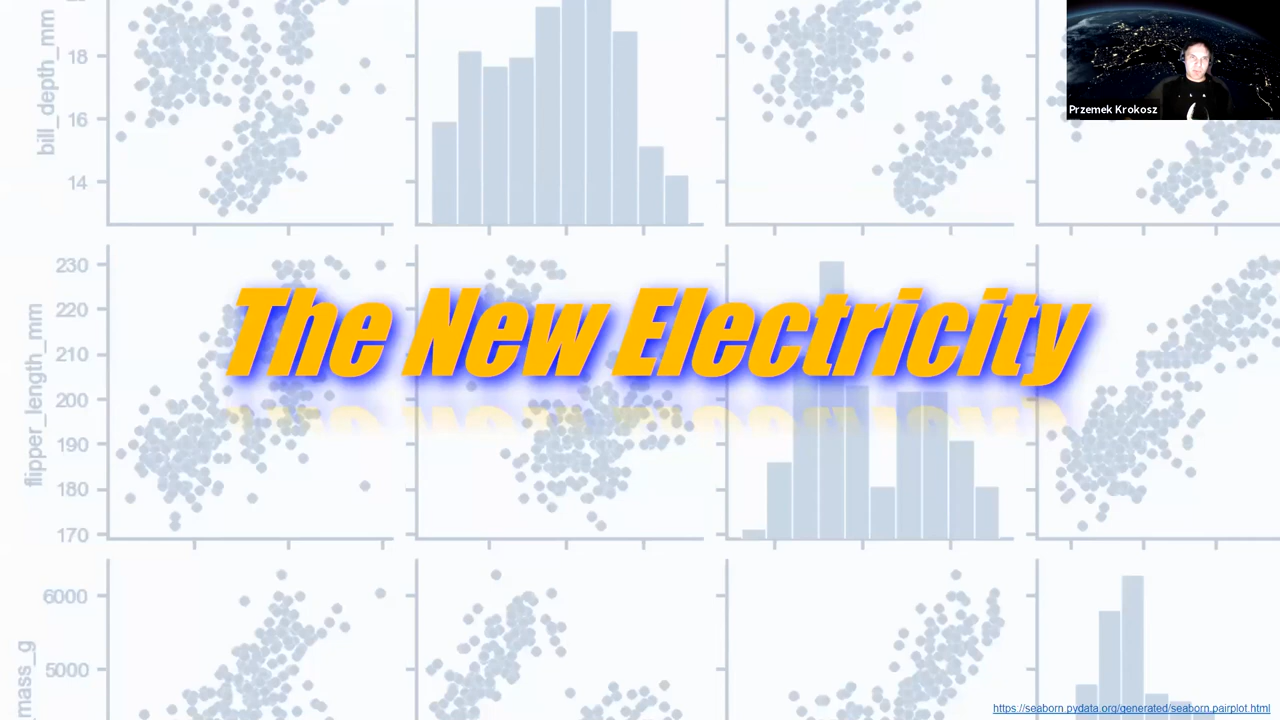 bill_depth_mm
18
16
14
Przemek Krokosz
The New Electricity
flipper_length_mm
230
220
210
200
190
180
170
mass_g
6000
5000
https://seaborn.pydata.org/generated/seaborn.pairplot.html